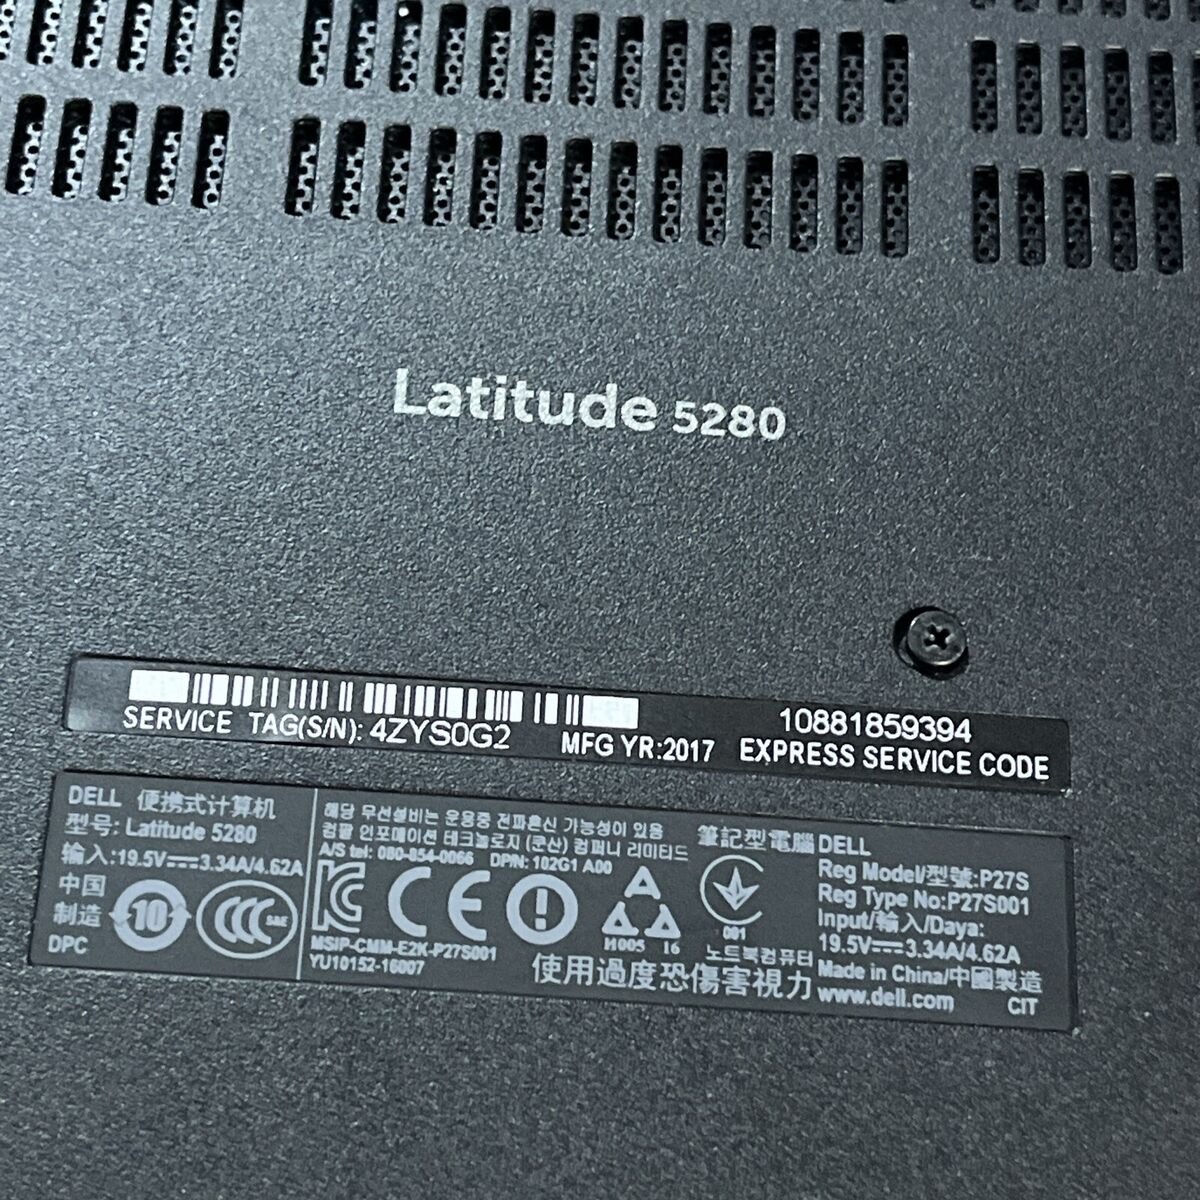 Latitude 5280
SERVICE TAG(S/N): 4ZYS0G2
MFG YR:2017
10881859394
EXPRESS SERVICE CODE
DELL 便携式计算机
型号: Latitude 5280
输入:19.5V⎓3.34A/4.62A
中国
制造
DPC
10
CCC
해당 무선설비는 운용중 전파혼신 가능성이 있음
컴팔 인포메이션 테크놀로지 (쿤산) 컴퍼니 리미티드
A/S tel: 080-854-0066 DP/N: 102G1 A00
CE
MSIP-CMM-E2K-P27S001
YU10152-16007
H005 16
001
筆記型電腦
노트북컴퓨터
使用過度恐傷害視力
DELL
Reg Model/型號:P27S
Reg Type No:P27S001
Input/輸入/Daya:
19.5V⎓3.34A/4.62A
Made in China/中國製造
www.dell.com CIT